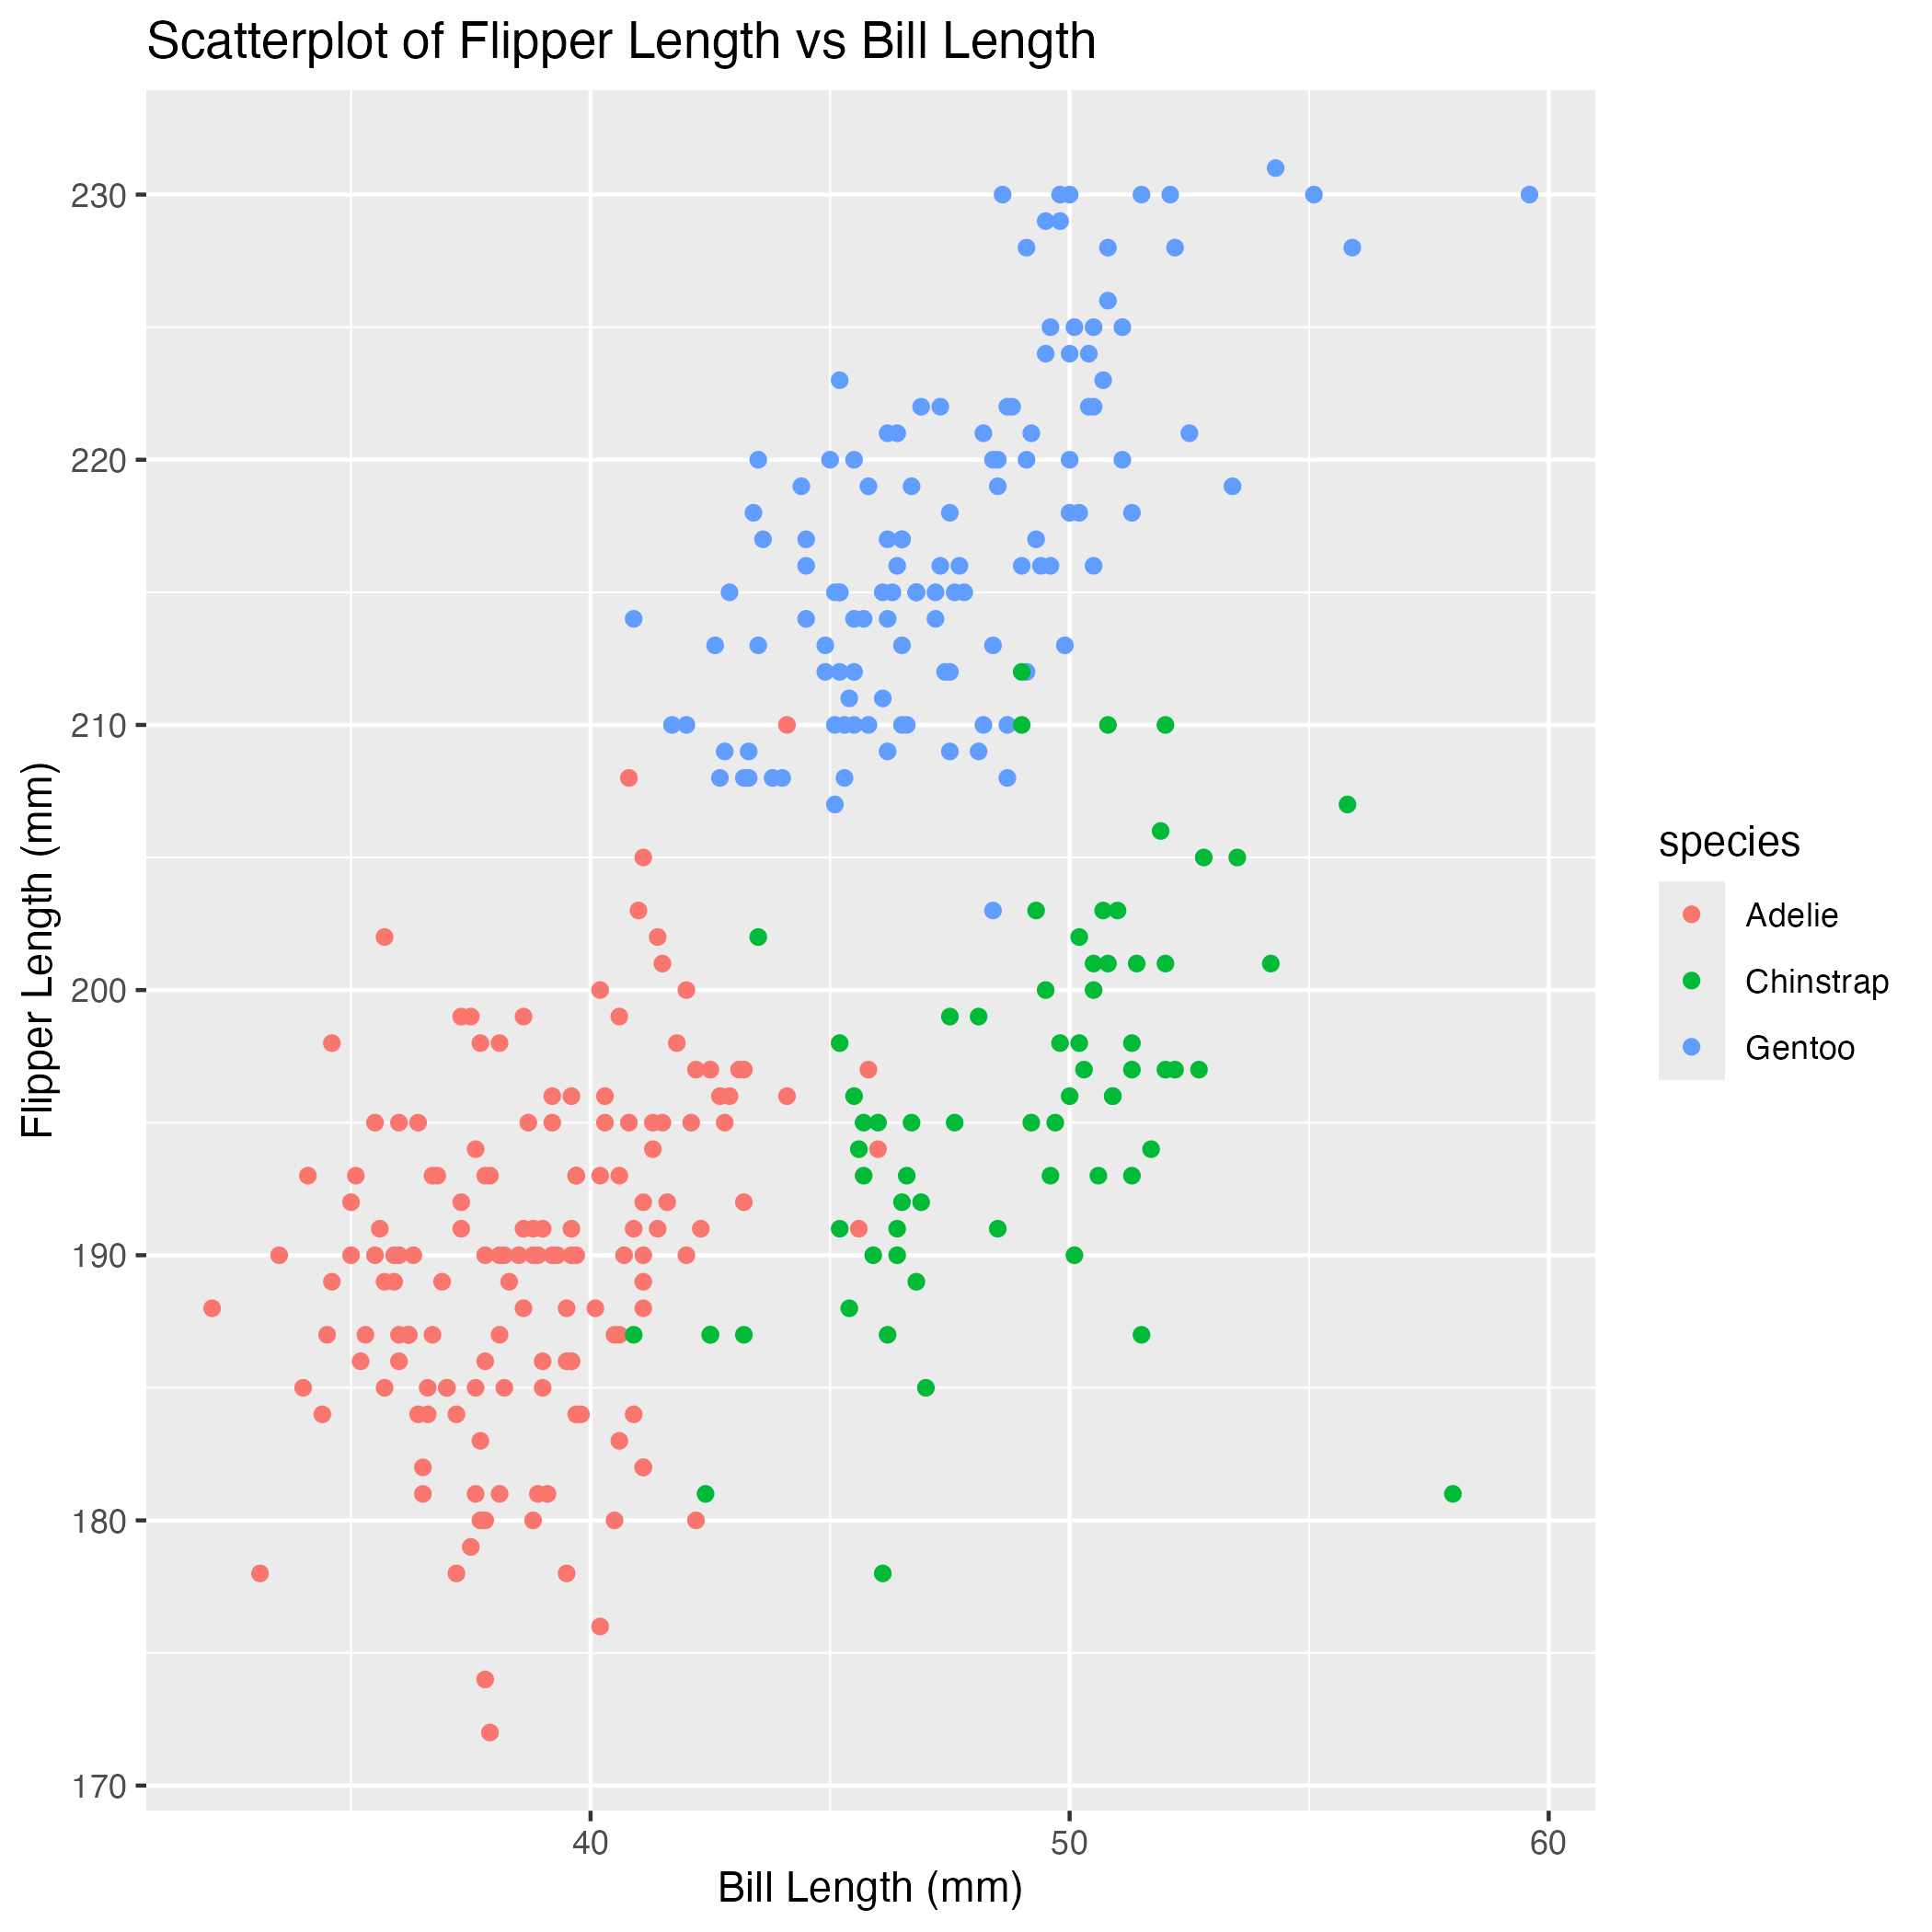 Scatterplot of Flipper Length vs Bill Length
Flipper Length (mm)
230
220
210
200
190
180
170
40 50 60
Bill Length (mm)
species
Adelie
Chinstrap
Gentoo